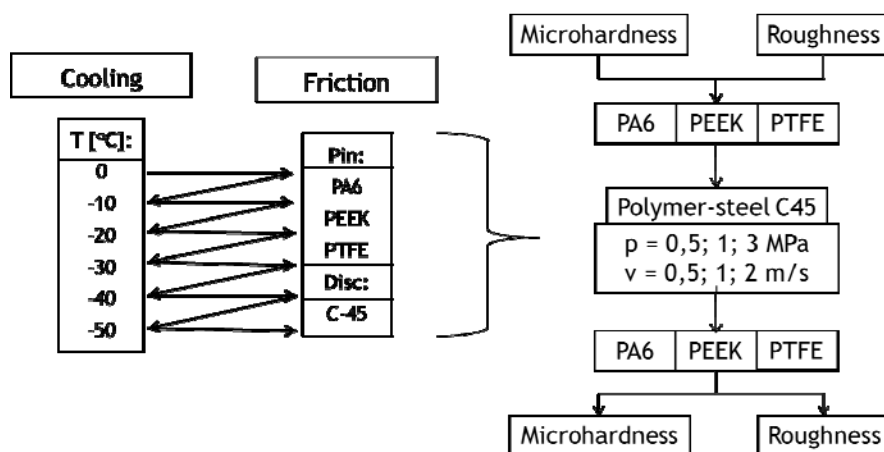 Cooling
T [°C]:
0
-10
-20
-30
-40
-50
Friction
Pin:
PA6
PEEK
PTFE
Disc:
C-45
Microhardness
Roughness
PA6 PEEK PTFE
Polymer-steel C45
p = 0,5; 1; 3 MPa
v = 0,5; 1; 2 m/s
PA6 PEEK PTFE
Microhardness
Roughness